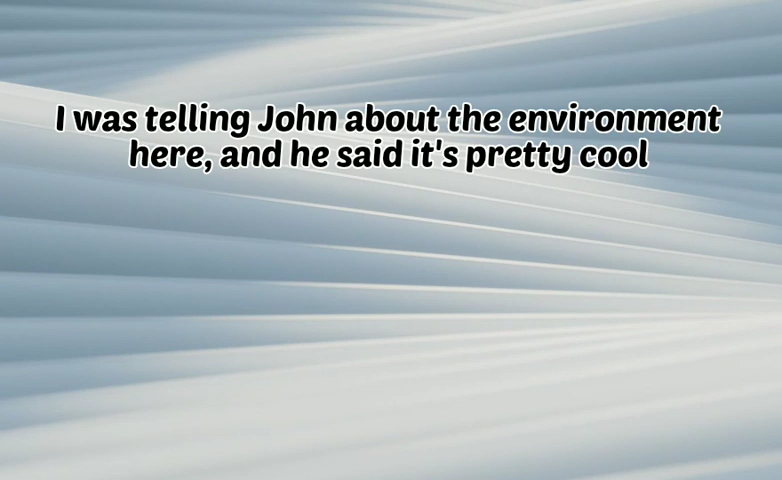 I was telling John about the environment
here, and he said it's pretty cool